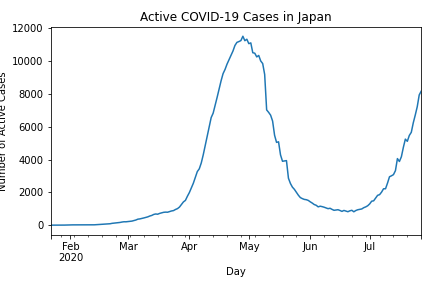 Active COVID-19 Cases in Japan
Number of Active Cases
12000
10000
8000
6000
4000
2000
0
Feb
2020
Mar
Apr
May
Jun
Jul
Day